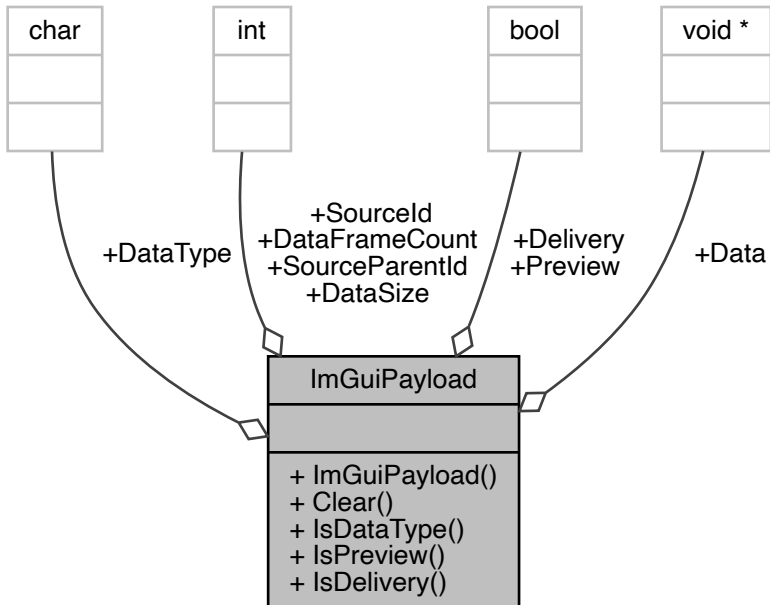 char
int
bool
void *
+DataType
+SourceId
+DataFrameCount
+SourceParentId
+DataSize
+Delivery
+Preview
+Data
ImGuiPayload
+ ImGuiPayload()
+ Clear()
+ IsDataType()
+ IsPreview()
+ IsDelivery()